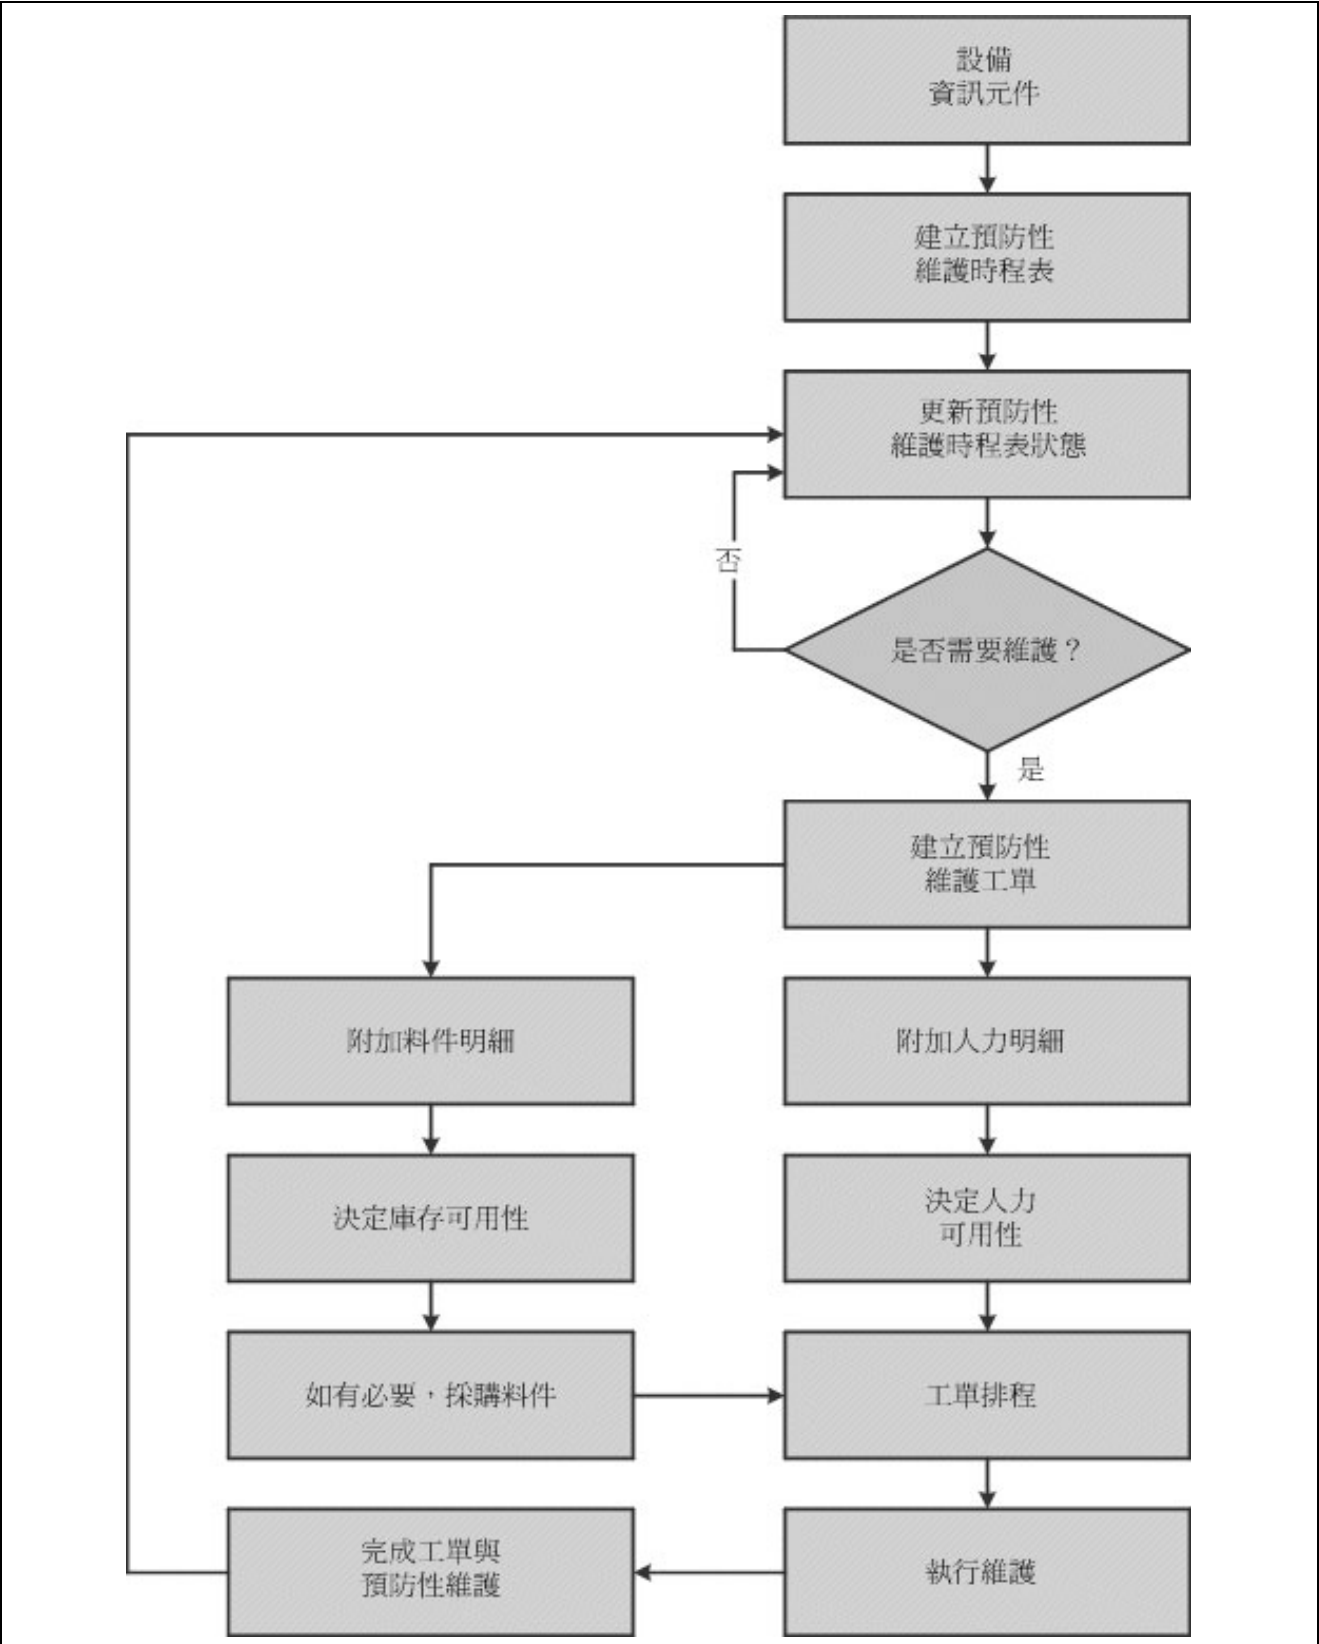 設備
資訊元件
建立預防性
維護時程表
更新預防性
維護時程表狀態
否
是否需要維護？
是
建立預防性
維護工單
附加料件明細
附加人力明細
決定庫存可用性
決定人力
可用性
如有必要，採購料件
工單排程
完成工單與
預防性維護
執行維護